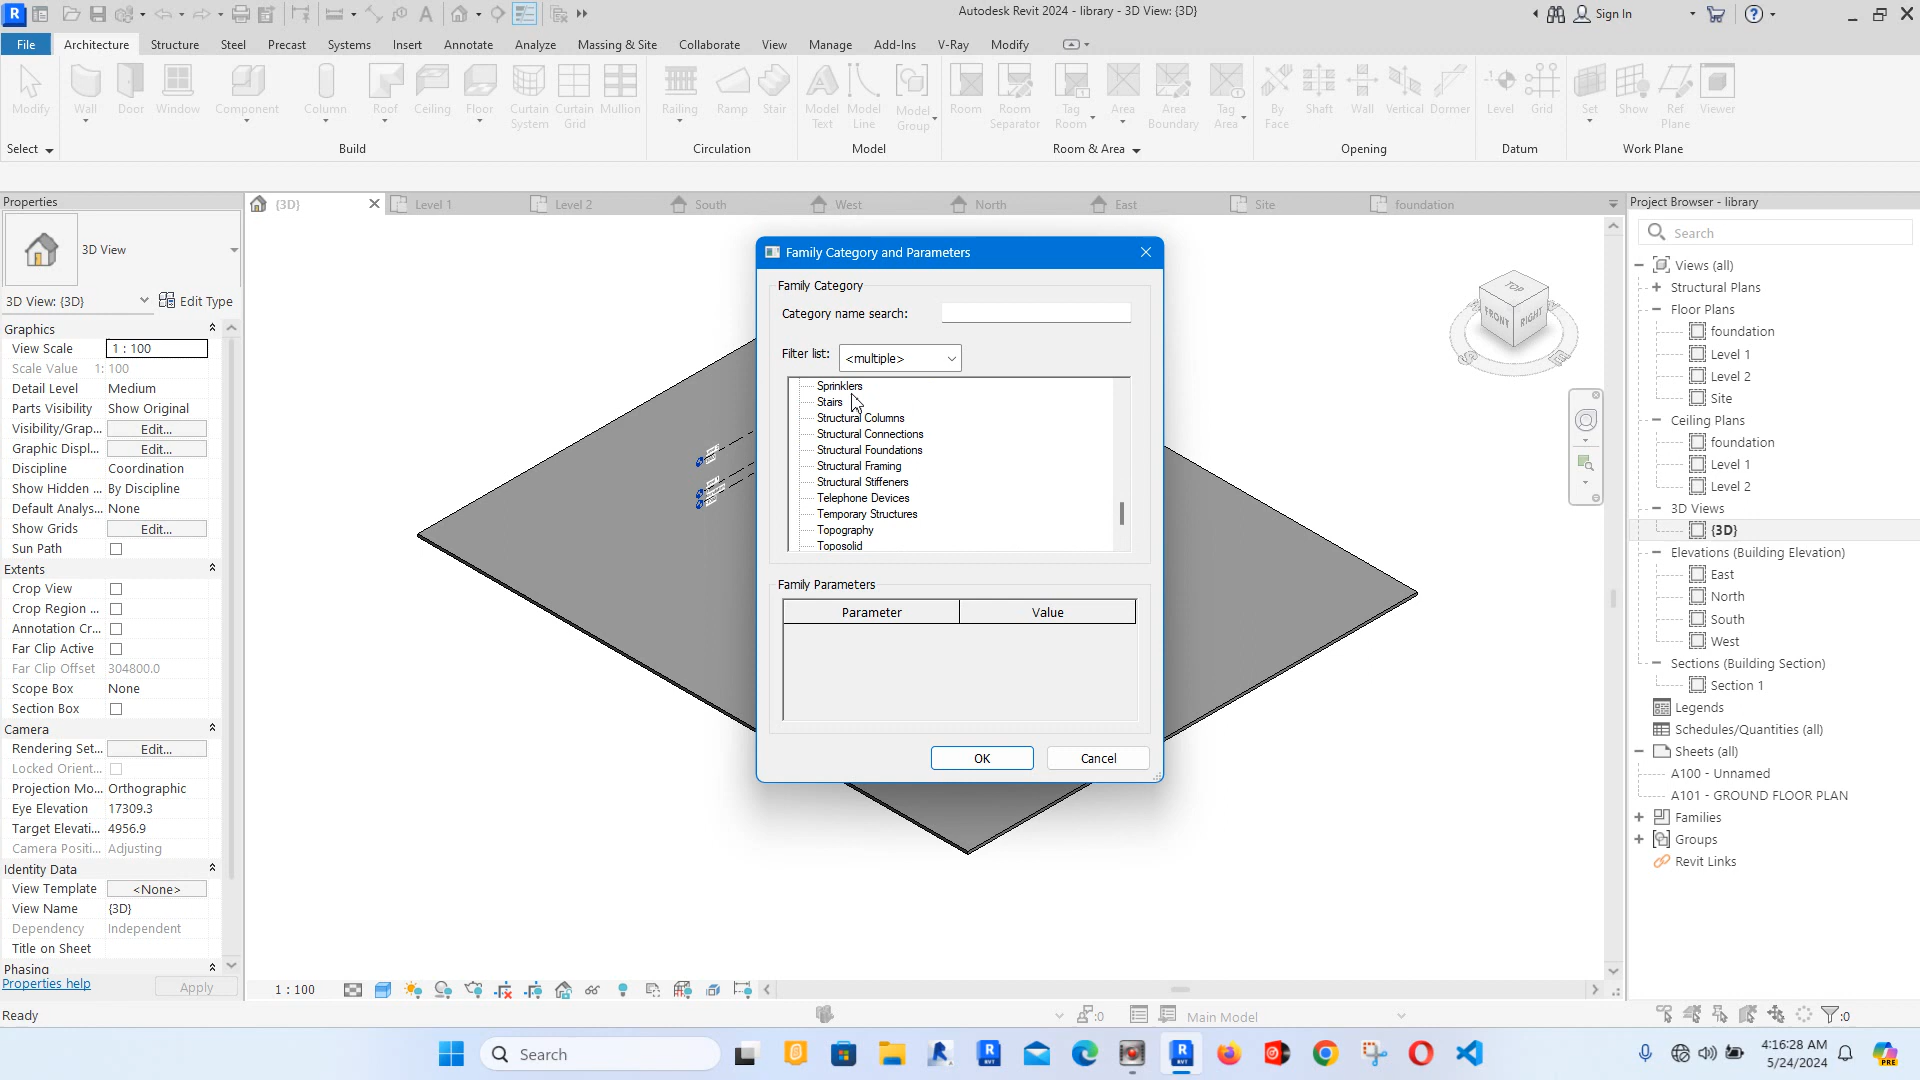 Autodesk Revit 2024 - library - 3D View: {3D}
Sign In
File Architecture Structure Steel Precast Systems Insert Annotate Analyze Massing & Site Collaborate View Manage Add-Ins V-Ray Modify
Modify Wall Door Window Component Column Roof Ceiling Floor Curtain System Curtain Grid Mullion Railing Ramp Stair Model Text Model Line Model Group Room Room Separator Tag Room Area Area Boundary Tag Area By Face Shaft Wall Vertical Dormer Level Grid Set Show Ref Plane Viewer
Select Build Circulation Model Room & Area Opening Datum Work Plane
Properties
3D View
3D View: {3D} Edit Type
Graphics
View Scale 1 : 100
Scale Value 1: 100
Detail Level Medium
Parts Visibility Show Original
Visibility/Grap... Edit...
Graphic Displ... Edit...
Discipline Coordination
Show Hidden ... By Discipline
Default Analys... None
Show Grids Edit...
Sun Path
Extents
Crop View
Crop Region ...
Annotation Cr...
Far Clip Active
Far Clip Offset 304800.0
Scope Box None
Section Box
Camera
Rendering Set... Edit...
Locked Orient...
Projection Mo... Orthographic
Eye Elevation 17309.3
Target Elevati... 4956.9
Camera Positi... Adjusting
Identity Data
View Template <None>
View Name {3D}
Dependency Independent
Title on Sheet
Phasing
Properties help Apply
{3D} Level 1 Level 2 South West North East Site foundation
TOP
FRONT RIGHT
S E
Family Category and Parameters
Family Category
Category name search:
Filter list: <multiple>
Sprinklers
Stairs
Structural Columns
Structural Connections
Structural Foundations
Structural Framing
Structural Stiffeners
Telephone Devices
Temporary Structures
Topography
Toposolid
Family Parameters
Parameter Value
OK Cancel
Project Browser - library
Search
Views (all)
Structural Plans
Floor Plans
foundation
Level 1
Level 2
Site
Ceiling Plans
foundation
Level 1
Level 2
3D Views
{3D}
Elevations (Building Elevation)
East
North
South
West
Sections (Building Section)
Section 1
Legends
Schedules/Quantities (all)
Sheets (all)
A100 - Unnamed
A101 - GROUND FLOOR PLAN
Families
Groups
Revit Links
1 : 100
Ready :0 Main Model :0
Search
4:16:28 AM
5/24/2024